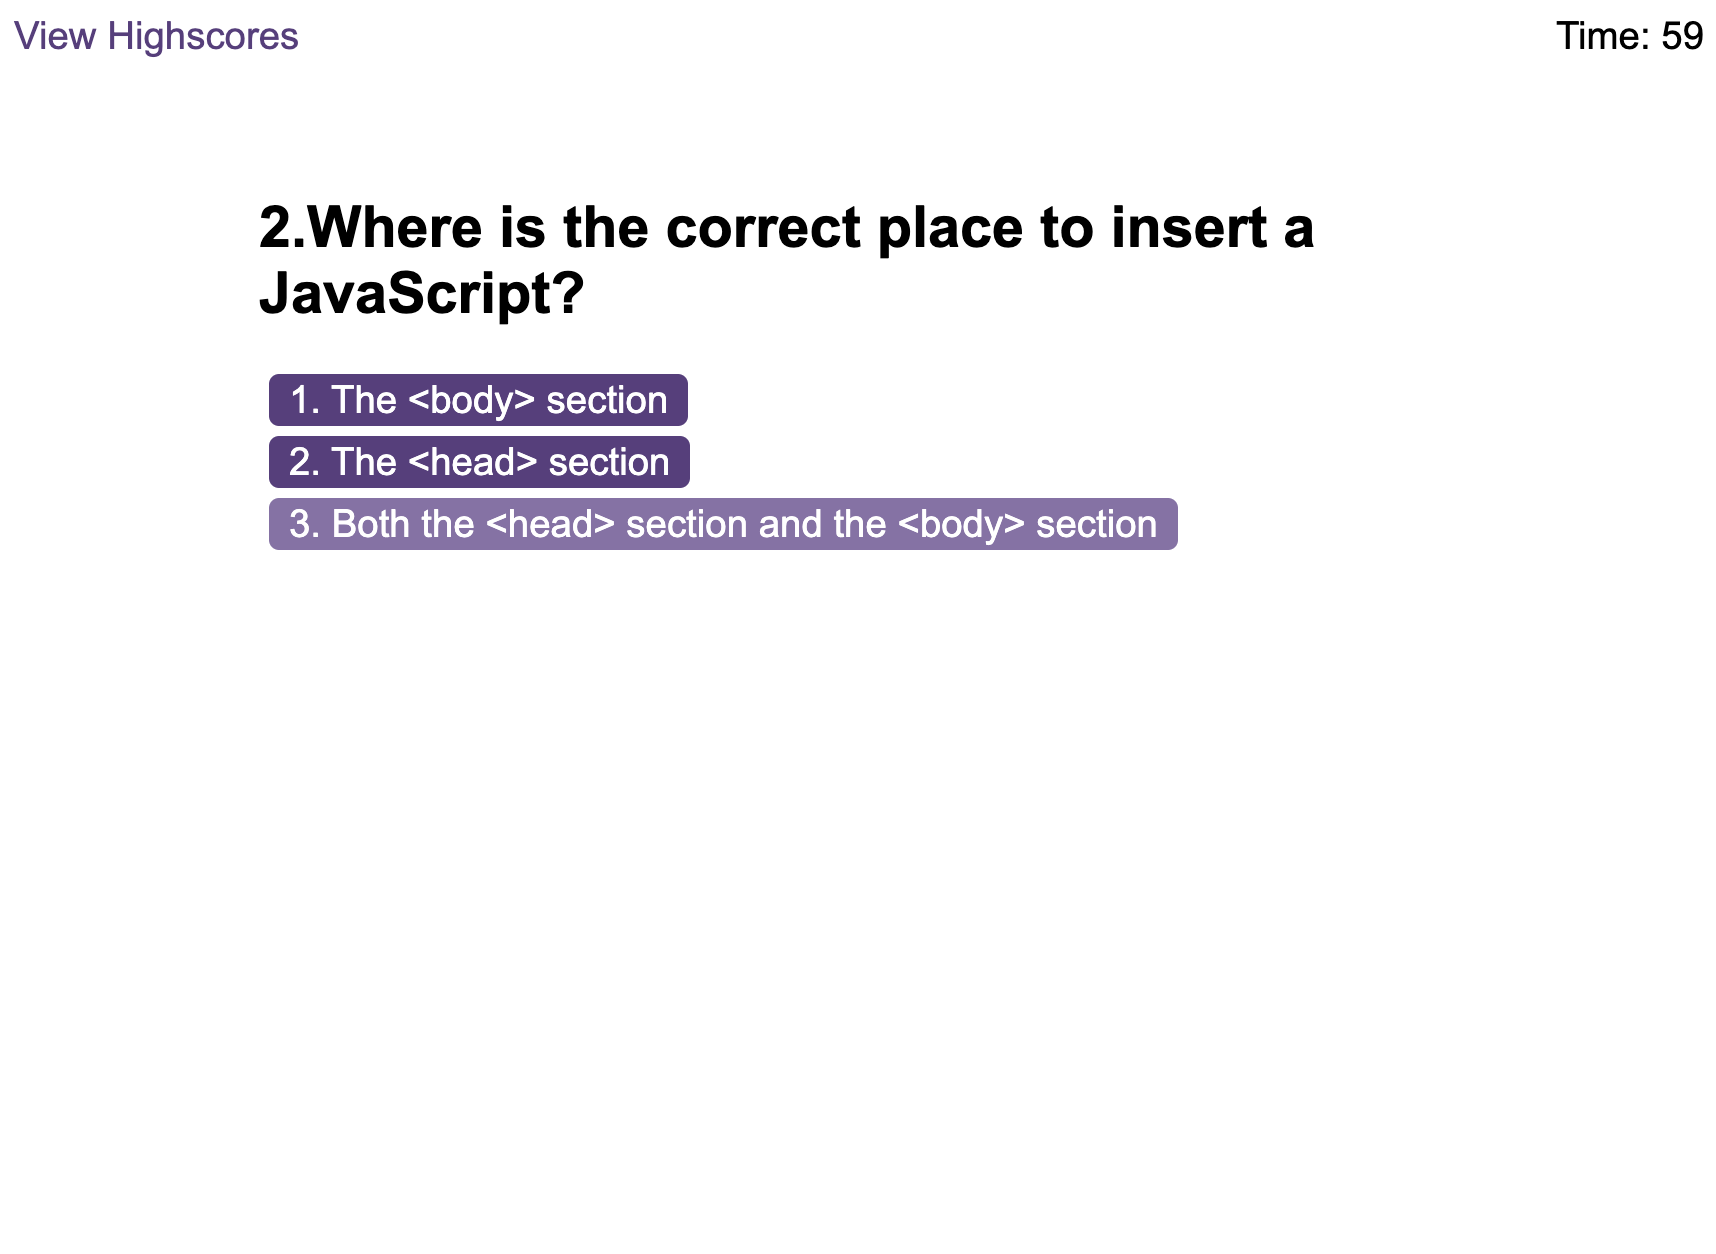 View Highscores
Time: 59
2.Where is the correct place to insert a
JavaScript?
1. The <body> section
2. The <head> section
3. Both the <head> section and the <body> section